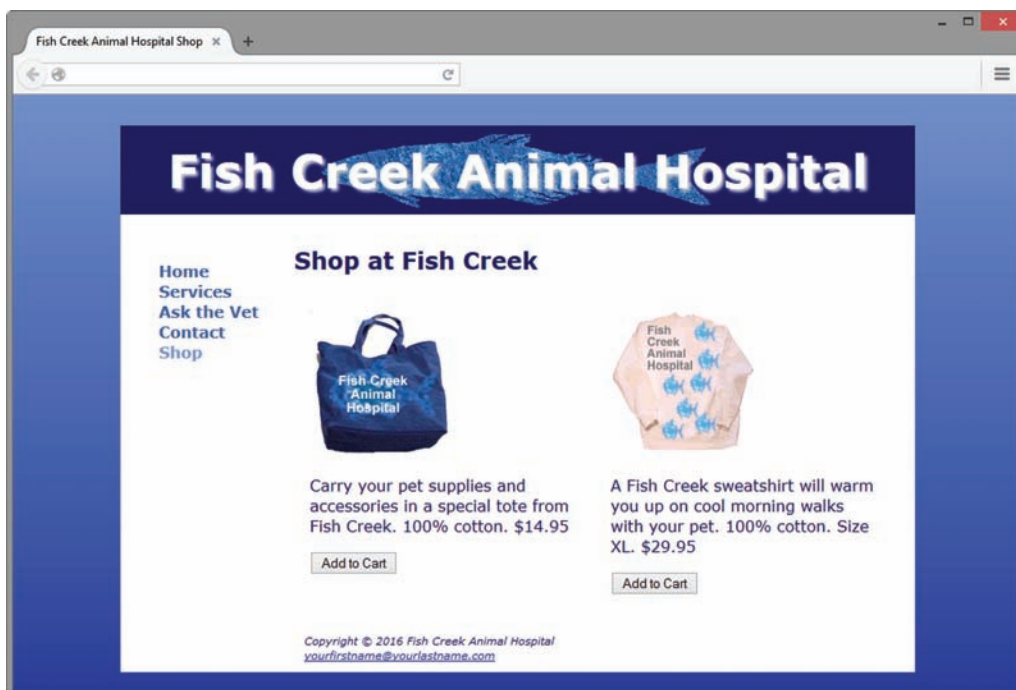 Fish Creek Animal Hospital Shop
Fish Creek Animal Hospital
Home
Services
Ask the Vet
Contact
Shop
Shop at Fish Creek
Fish Creek
Animal
Hospital
Carry your pet supplies and
accessories in a special tote from
Fish Creek. 100% cotton. $14.95
Add to Cart
Fish
Creek
Animal
Hospital
A Fish Creek sweatshirt will warm
you up on cool morning walks
with your pet. 100% cotton. Size
XL. $29.95
Add to Cart
Copyright © 2016 Fish Creek Animal Hospital
yourfirstname@yourlastname.com